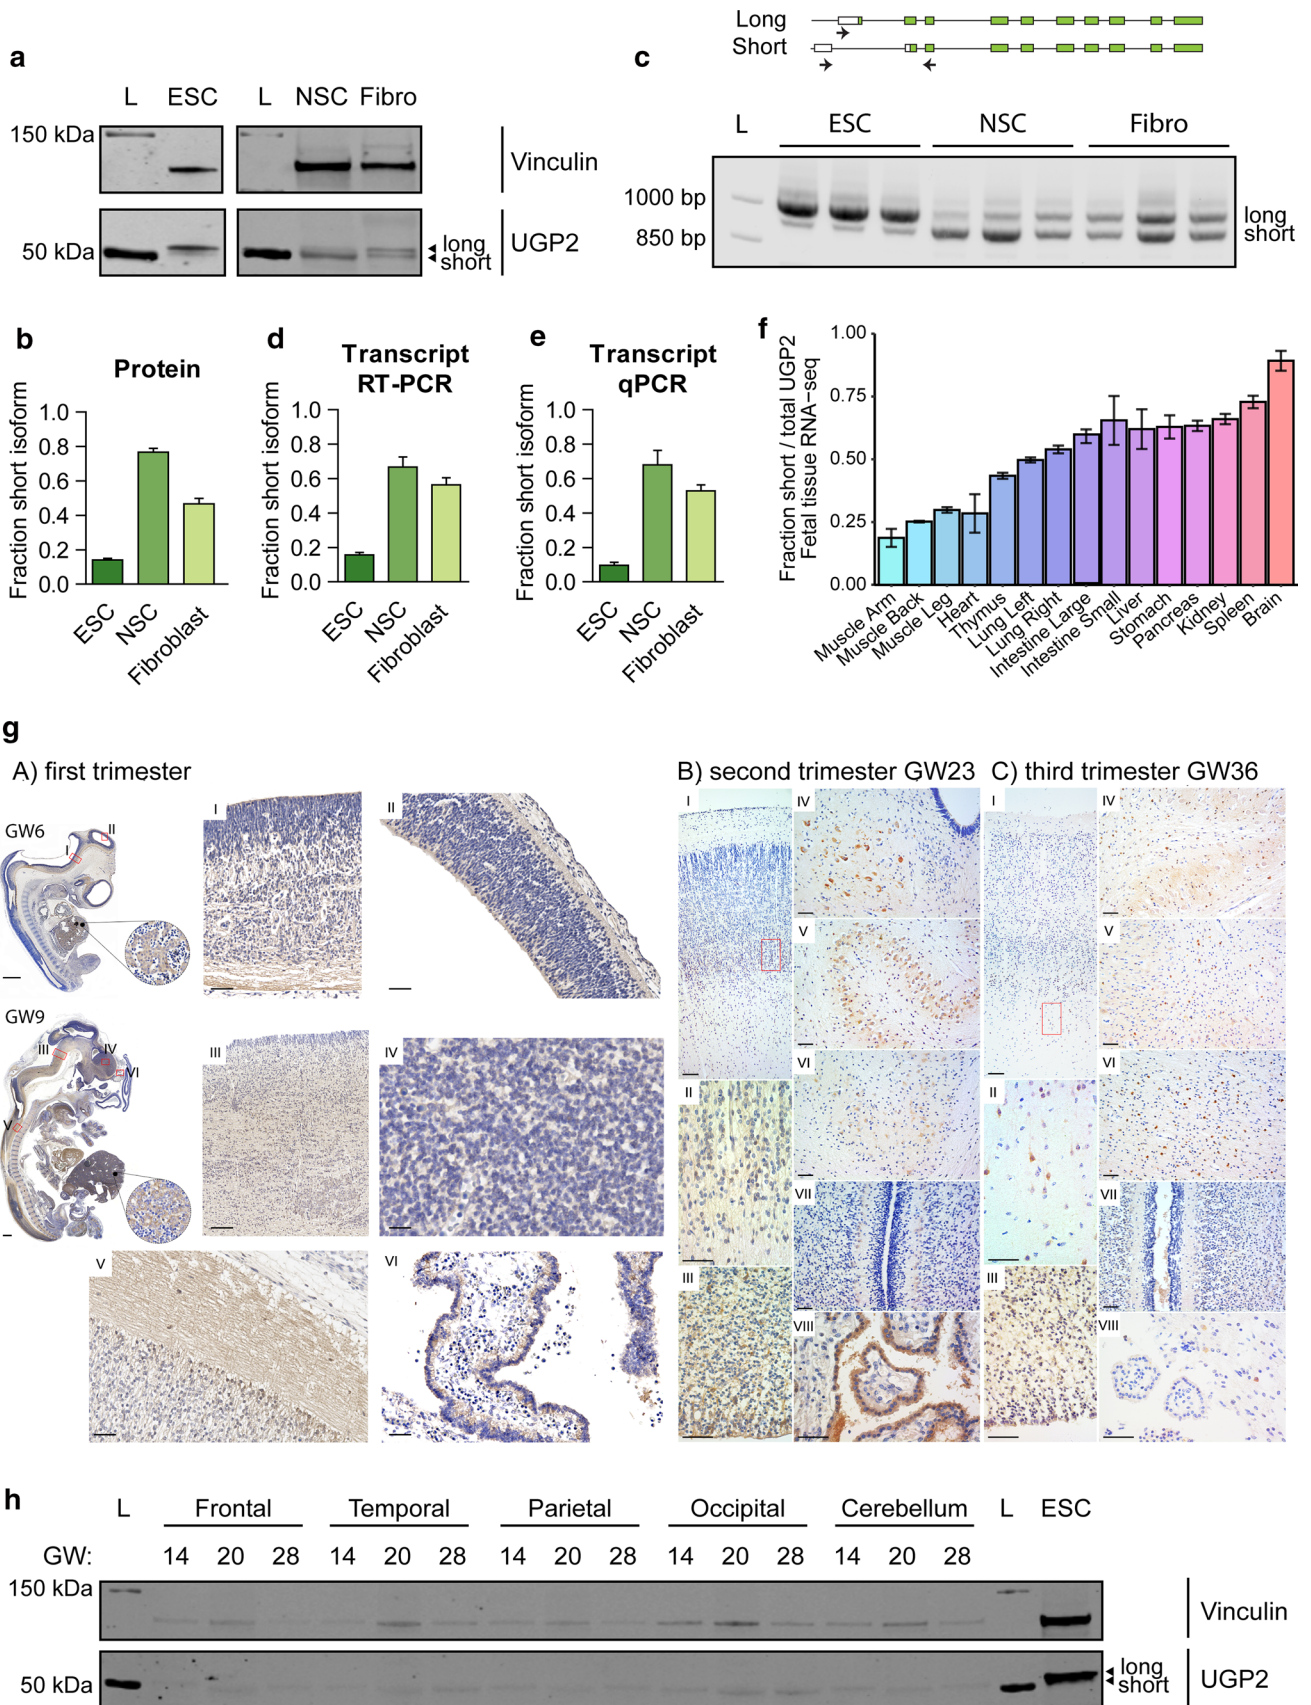 a
L ESC L NSC Fibro
150 kDa
Vinculin
50 kDa
long
short
UGP2
c
Long
Short
L ESC NSC Fibro
1000 bp
850 bp
long
short
b
Protein
Fraction short isoform
1.0
0.8
0.6
0.4
0.2
0.0
ESC
NSC
Fibroblast
d
Transcript
RT-PCR
Fraction short isoform
1.0
0.8
0.6
0.4
0.2
0.0
ESC
NSC
Fibroblast
e
Transcript
qPCR
Fraction short isoform
1.0
0.8
0.6
0.4
0.2
0.0
ESC
NSC
Fibroblast
f
Fraction short / total UGP2
Fetal tissue RNA−seq
1.00
0.75
0.50
0.25
0.00
Muscle Arm
Muscle Back
Muscle Leg
Heart
Thymus
Lung Left
Lung Right
Intestine Large
Intestine Small
Liver
Stomach
Pancreas
Kidney
Spleen
Brain
g
A) first trimester
GW6
I
II
I
II
GW9
III
IV
VI
V
III
IV
V
VI
B) second trimester GW23
I
II
III
IV
V
VI
VII
VIII
C) third trimester GW36
I
II
III
IV
V
VI
VII
VIII
h
L Frontal Temporal Parietal Occipital Cerebellum L ESC
GW: 14 20 28 14 20 28 14 20 28 14 20 28 14 20 28
150 kDa
Vinculin
50 kDa
long
short
UGP2